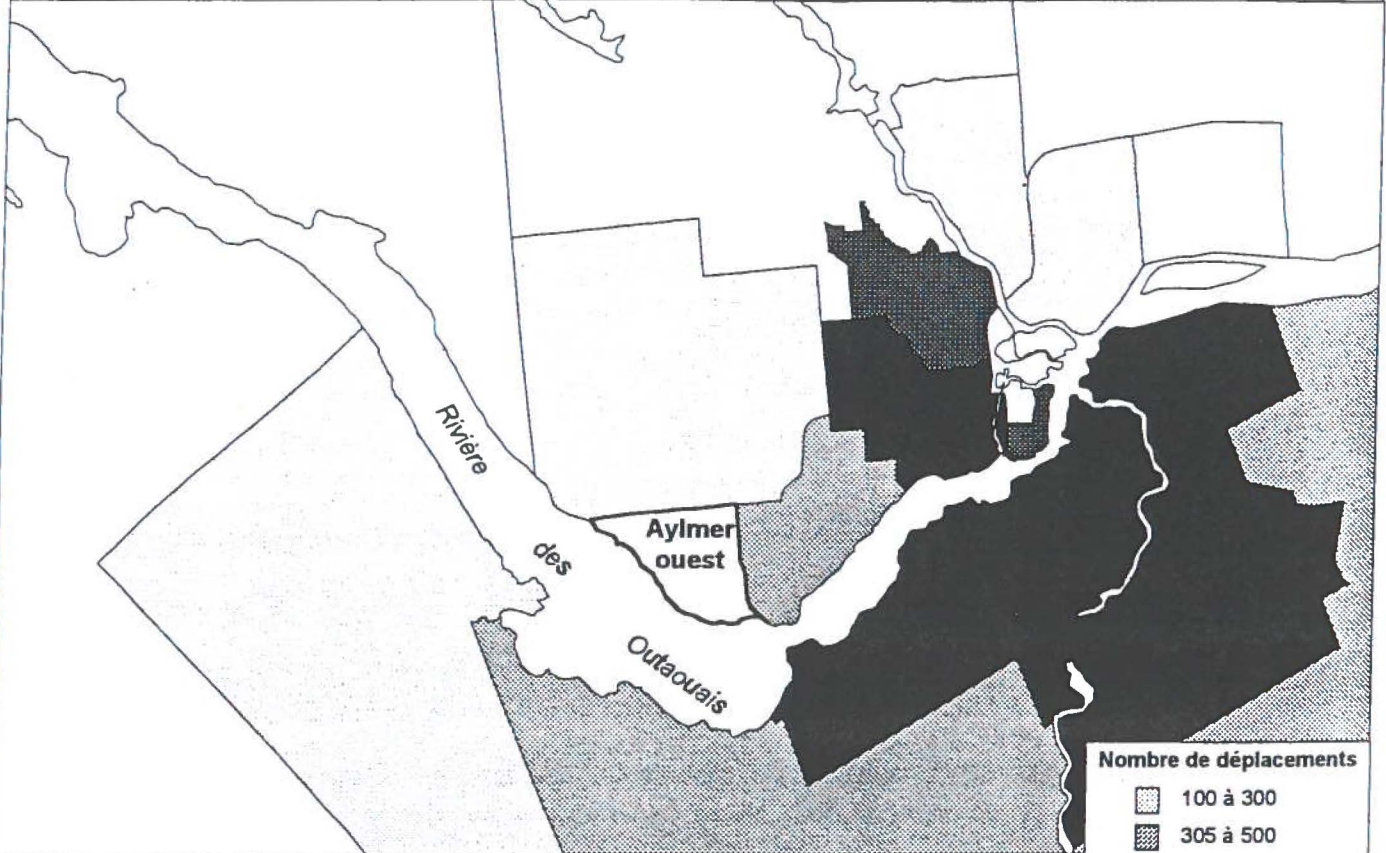 Rivière
des
Outaouais
Aylmer
ouest
Nombre de déplacements
100 à 300
305 à 500